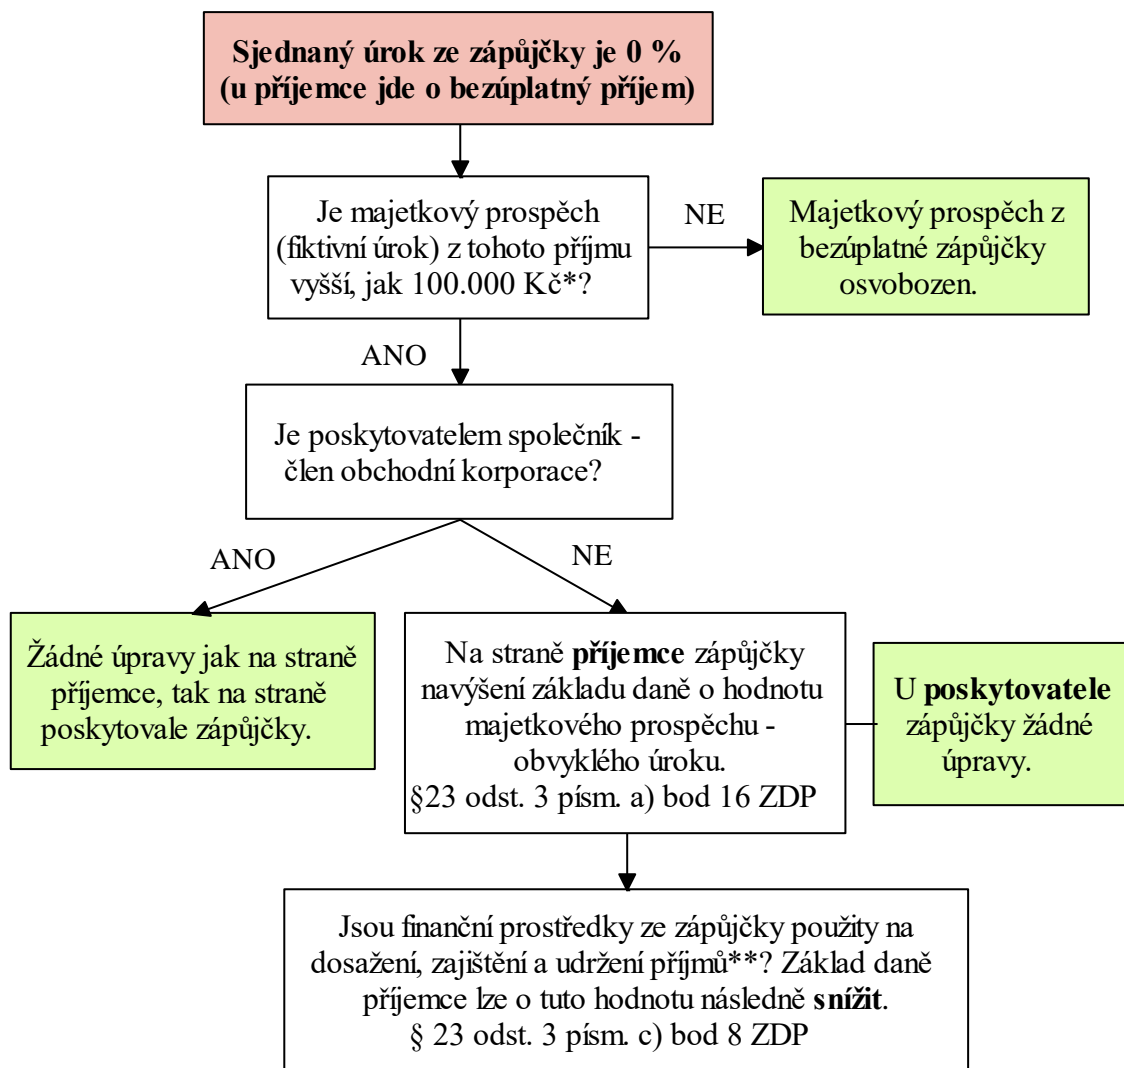 Sjednaný úrok ze zápůjčky je 0 %
(u příjemce jde o bezúplatný příjem)
Je majetkový prospěch
(fiktivní úrok) z tohoto příjmu
vyšší, jak 100.000 Kč*?
NE
Majetkový prospěch z
bezúplatné zápůjčky
osvobozen.
ANO
Je poskytovatelem společník -
člen obchodní korporace?
ANO
NE
Žádné úpravy jak na straně
příjemce, tak na straně
poskytovale zápůjčky.
Na straně příjemce zápůjčky
navýšení základu daně o hodnotu
majetkového prospěchu -
obvyklého úroku.
§23 odst. 3 písm. a) bod 16 ZDP
U poskytovatele
zápůjčky žádné
úpravy.
Jsou finanční prostředky ze zápůjčky použity na
dosažení, zajištění a udržení příjmů**? Základ daně
příjemce lze o tuto hodnotu následně snížit.
§ 23 odst. 3 písm. c) bod 8 ZDP